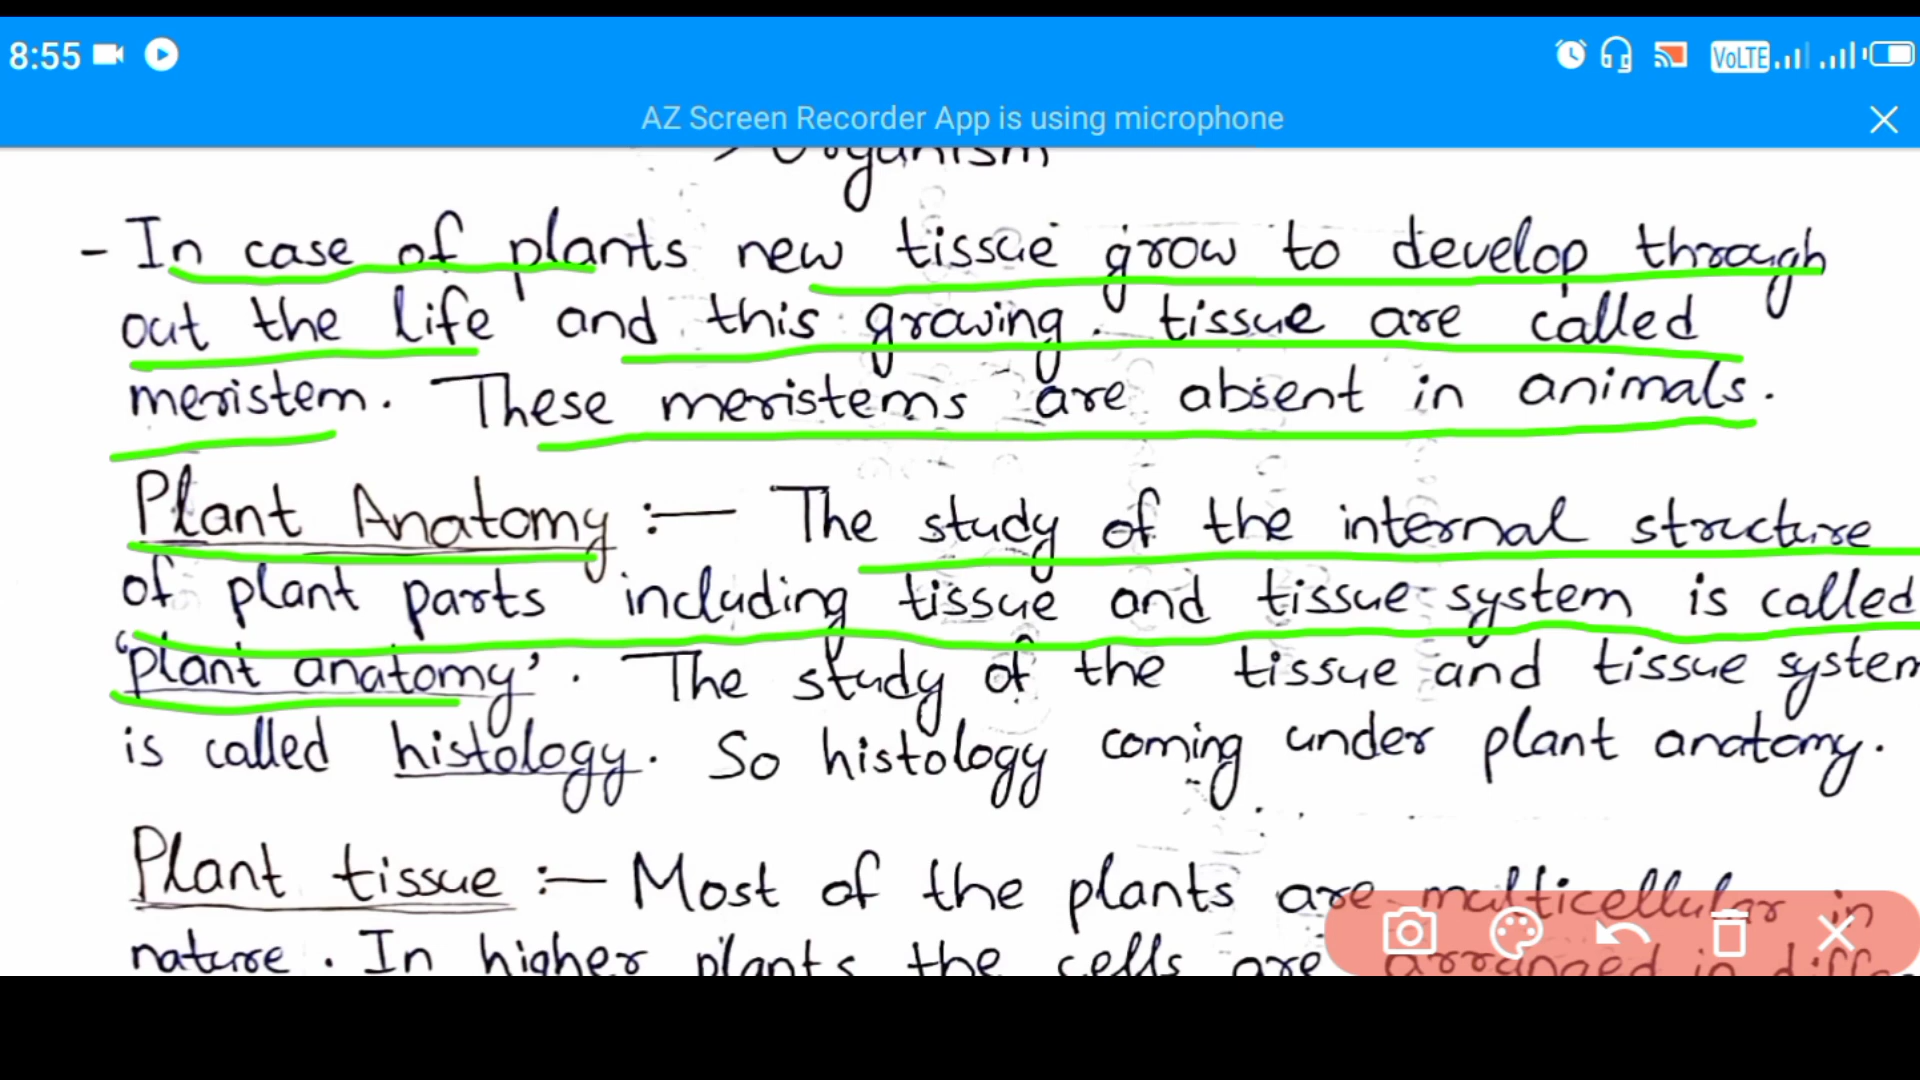 8:55 VoLTE
AZ Screen Recorder App is using microphone
> Organism
- In case of plants new tissue grow to develop through
out the life and this growing tissue are called
meristem. These meristems are absent in animals.
Plant Anatomy :— The study of the internal structure
of plant parts including tissue and tissue system is called
'plant anatomy'. The study of the tissue and tissue system
is called histology. So histology coming under plant anatomy.
Plant tissue :— Most of the plants are multicellular in
nature. In higher plants the cells are arranged in